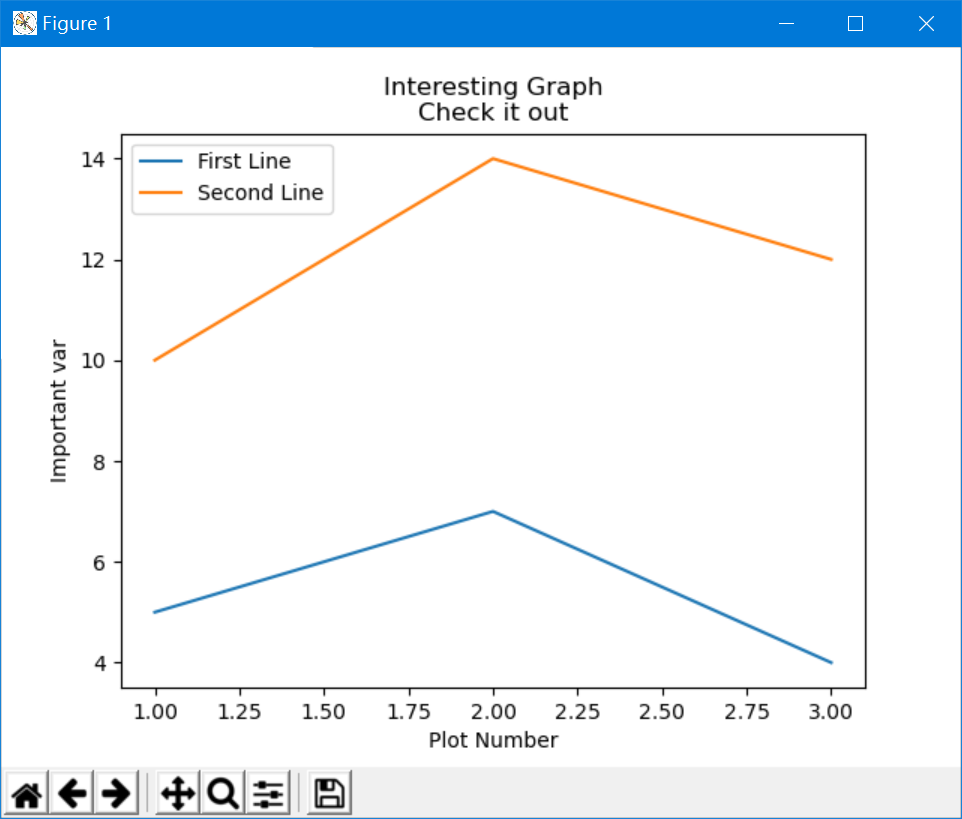 Figure 1
Interesting Graph
Check it out
First Line
Second Line
14
12
10
8
6
4
Important var
1.00 1.25 1.50 1.75 2.00 2.25 2.50 2.75 3.00
Plot Number